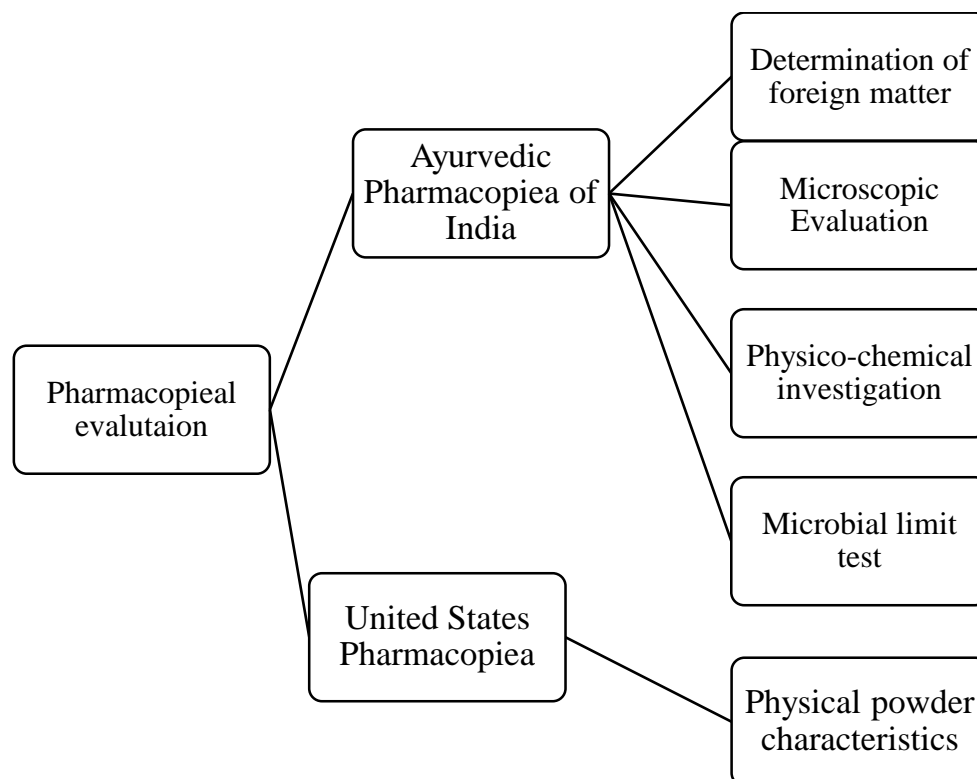 Determination of
foreign matter
Ayurvedic
Pharmacopiea of
India
Microscopic
Evaluation
Physico-chemical
investigation
Pharmacopieal
evalutaion
Microbial limit
test
United States
Pharmacopiea
Physical powder
characteristics